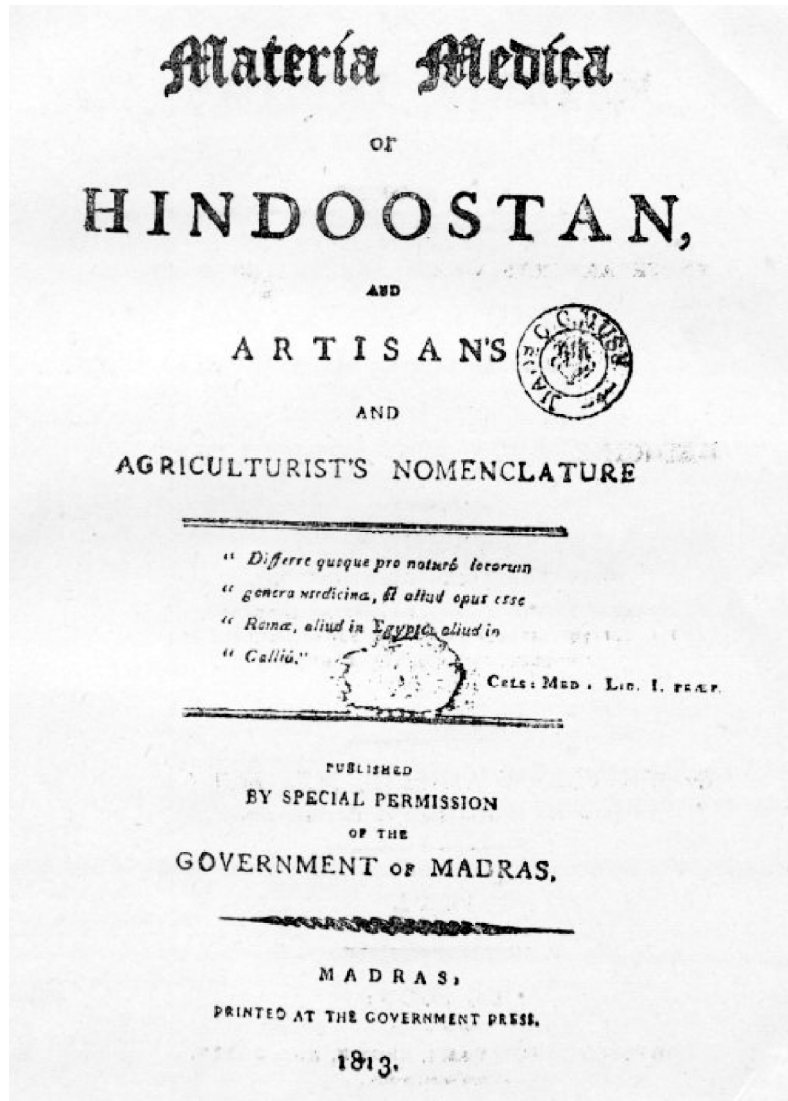 Materia Medica
OF
HINDOOSTAN,
AND
ARTISAN'S
AND
AGRICULTURIST'S NOMENCLATURE
" Differre quoque pro naturâ locorum
" genera medicinæ, et aliud opus esse
" Romæ, aliud in Egypto, aliud in
" Galliâ."
CELS: MED. LIB. I. PRÆF.
PUBLISHED
BY SPECIAL PERMISSION
OF THE
GOVERNMENT OF MADRAS.
MADRAS,
PRINTED AT THE GOVERNMENT PRESS.
1813.